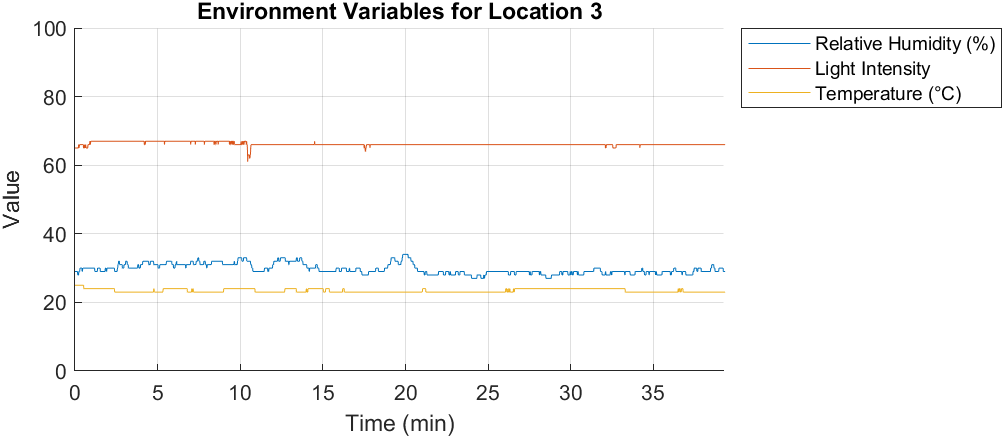 Environment Variables for Location 3
100
80
60
40
20
0
Value
0 5 10 15 20 25 30 35
Time (min)
Relative Humidity (%)
Light Intensity
Temperature (°C)